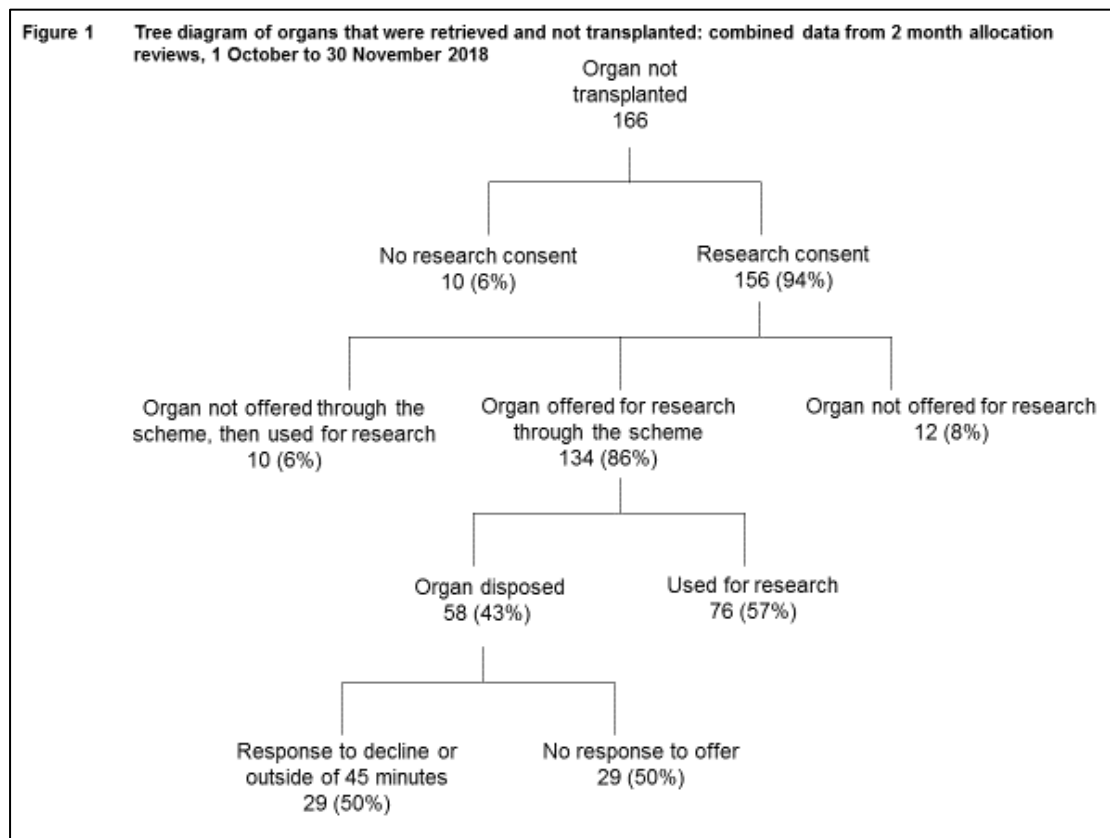 Figure 1 Tree diagram of organs that were retrieved and not transplanted: combined data from 2 month allocation
reviews, 1 October to 30 November 2018
Organ not
transplanted
166
No research consent
10 (6%)
Research consent
156 (94%)
Organ not offered through the
scheme, then used for research
10 (6%)
Organ offered for research
through the scheme
134 (86%)
Organ not offered for research
12 (8%)
Organ disposed
58 (43%)
Used for research
76 (57%)
Response to decline or
outside of 45 minutes
29 (50%)
No response to offer
29 (50%)